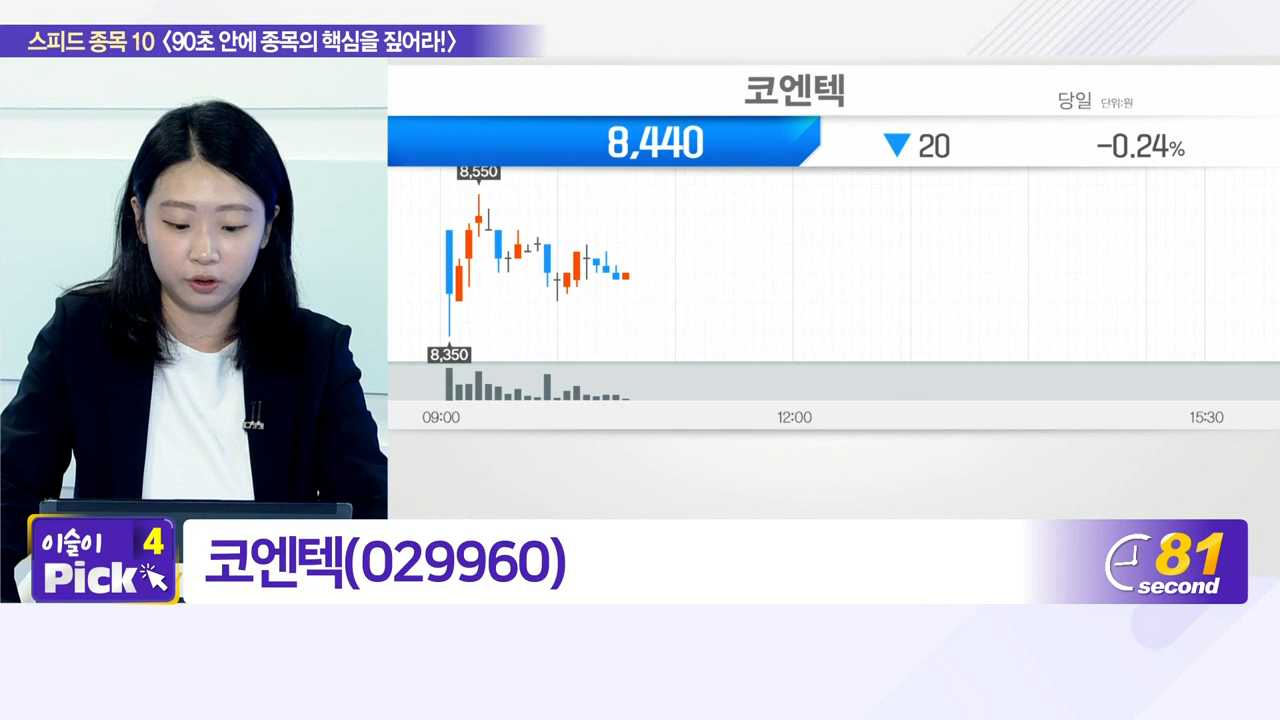 스피드 종목 10 <90초 안에 종목의 핵심을 짚어라!>
코엔텍
당일 단위:원
8,440 ▼ 20 -0.24%
8,550
8,350
09:00 12:00 15:30
이슬이 4
Pick
코엔텍(029960)
81
second